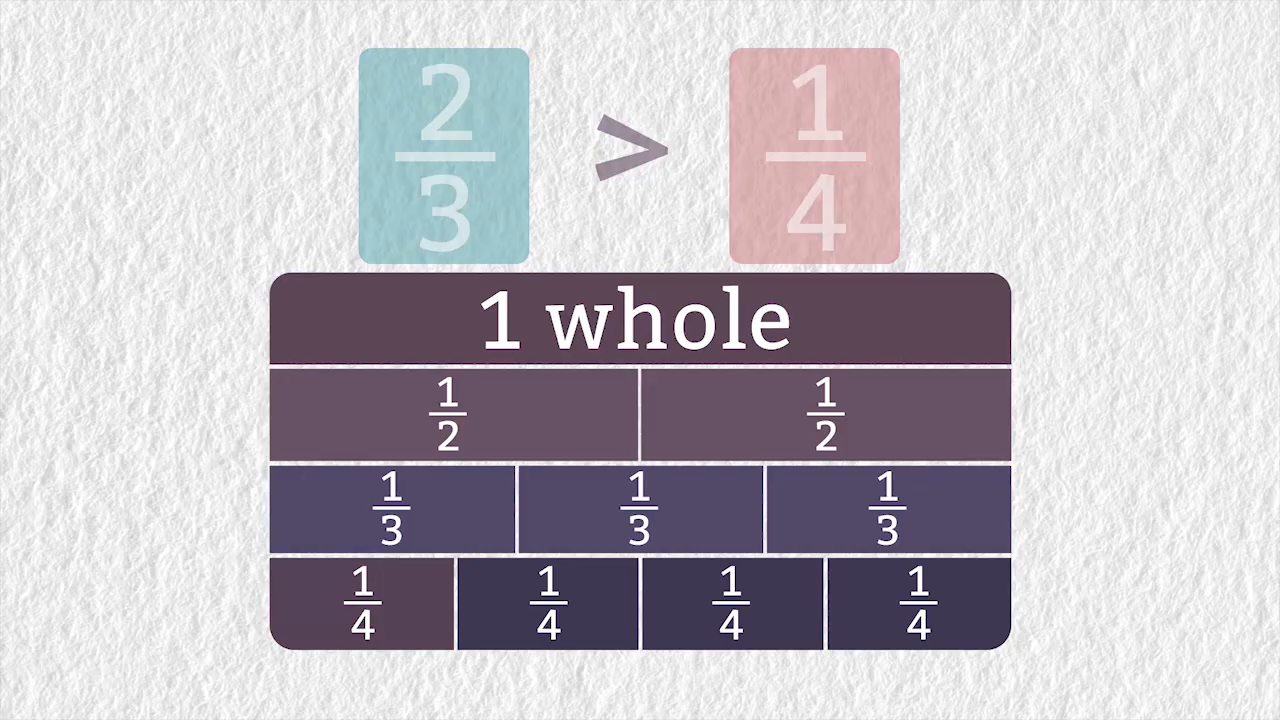 2/3 > 1/4
1 whole
1/2 1/2
1/3 1/3 1/3
1/4 1/4 1/4 1/4